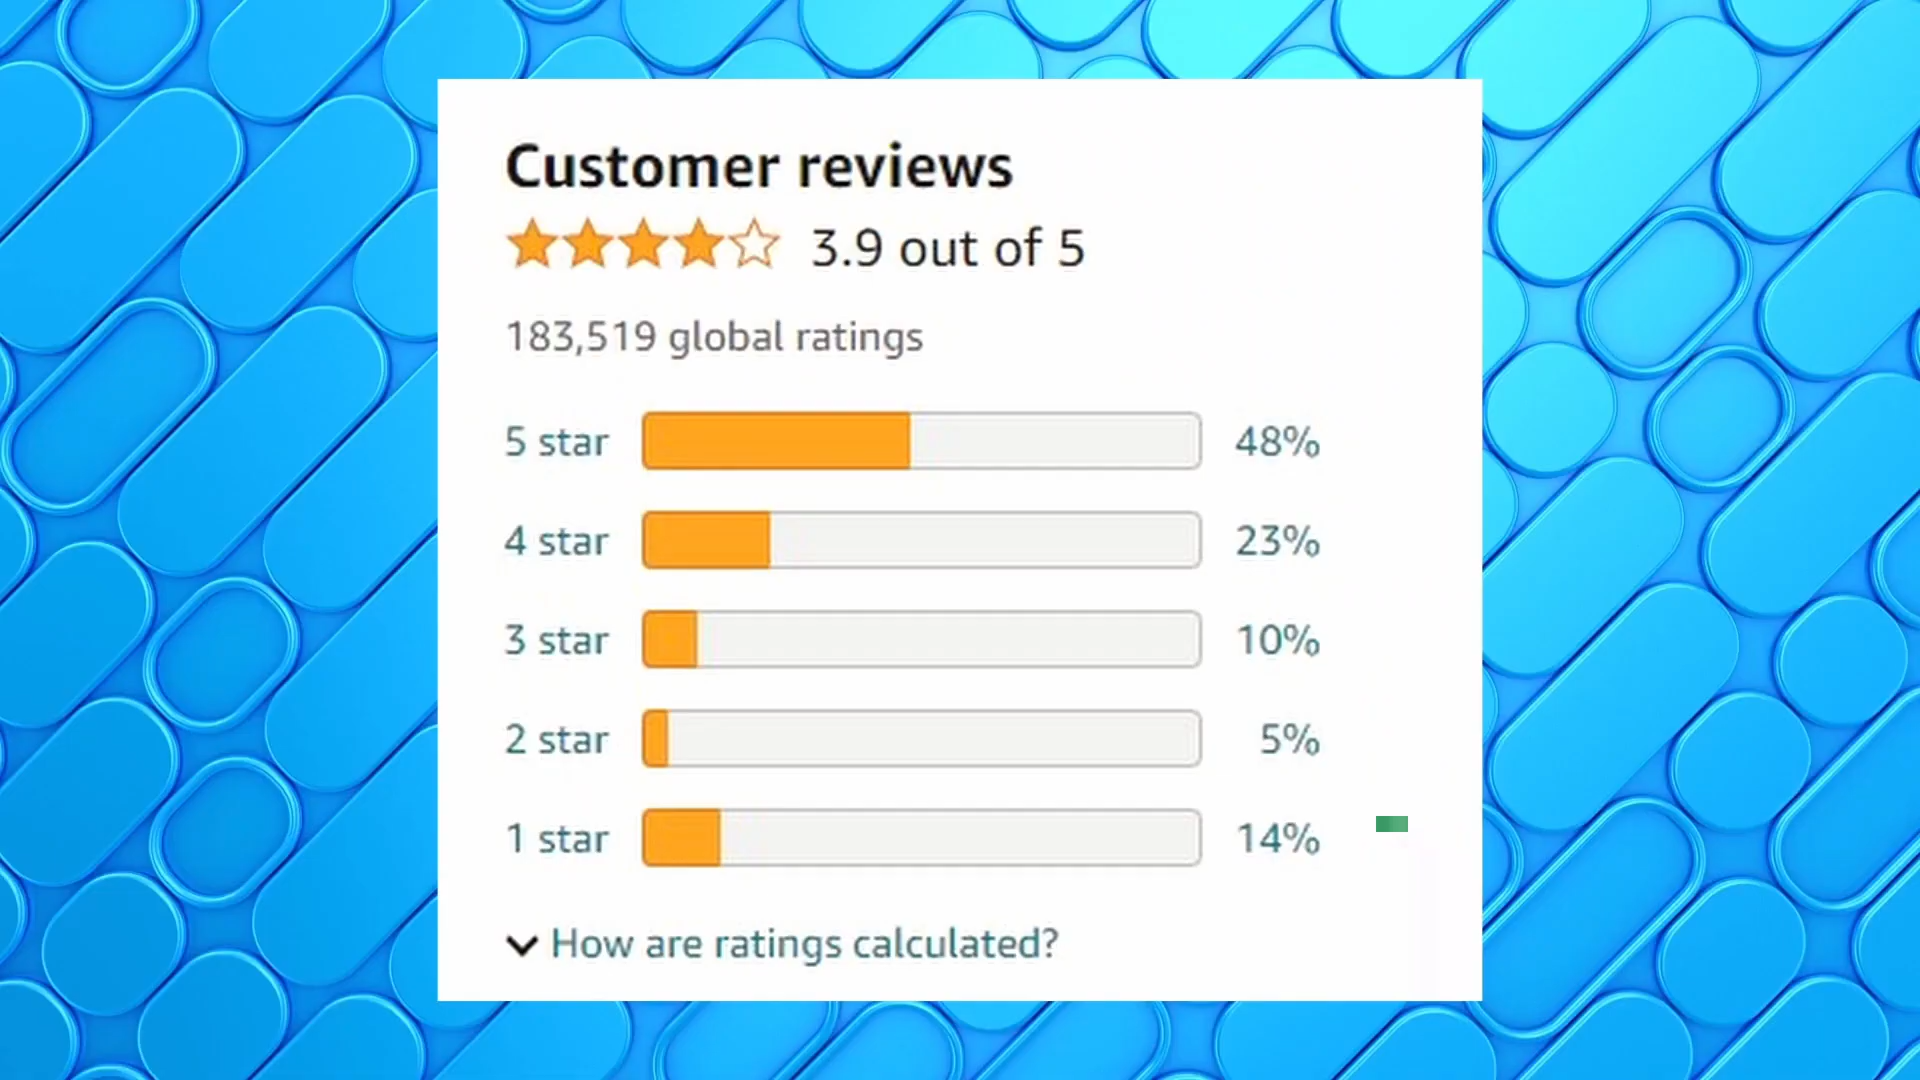 Customer reviews
3.9 out of 5
183,519 global ratings
5 star 48%
4 star 23%
3 star 10%
2 star 5%
1 star 14%
How are ratings calculated?